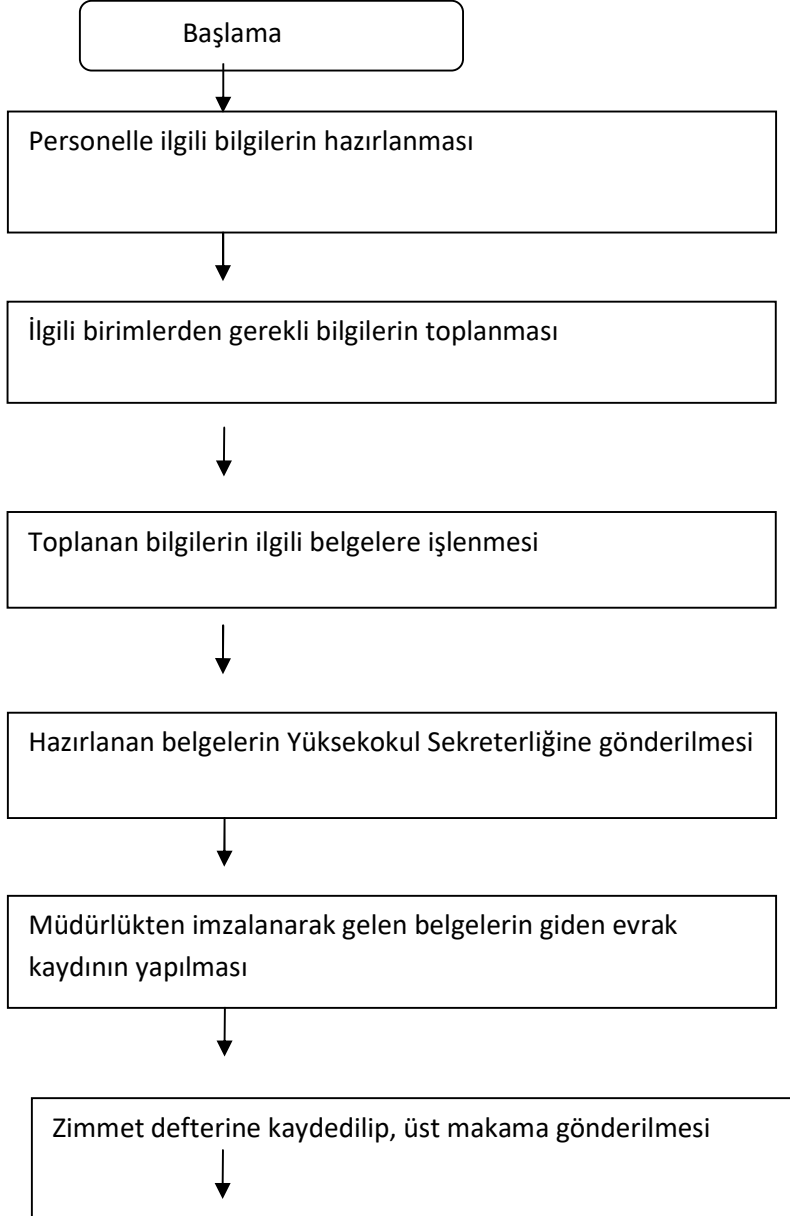 Başlama
Personelle ilgili bilgilerin hazırlanması
İlgili birimlerden gerekli bilgilerin toplanması
Toplanan bilgilerin ilgili belgelere işlenmesi
Hazırlanan belgelerin Yüksekokul Sekreterliğine gönderilmesi
Müdürlükten imzalanarak gelen belgelerin giden evrak
kaydının yapılması
Zimmet defterine kaydedilip, üst makama gönderilmesi